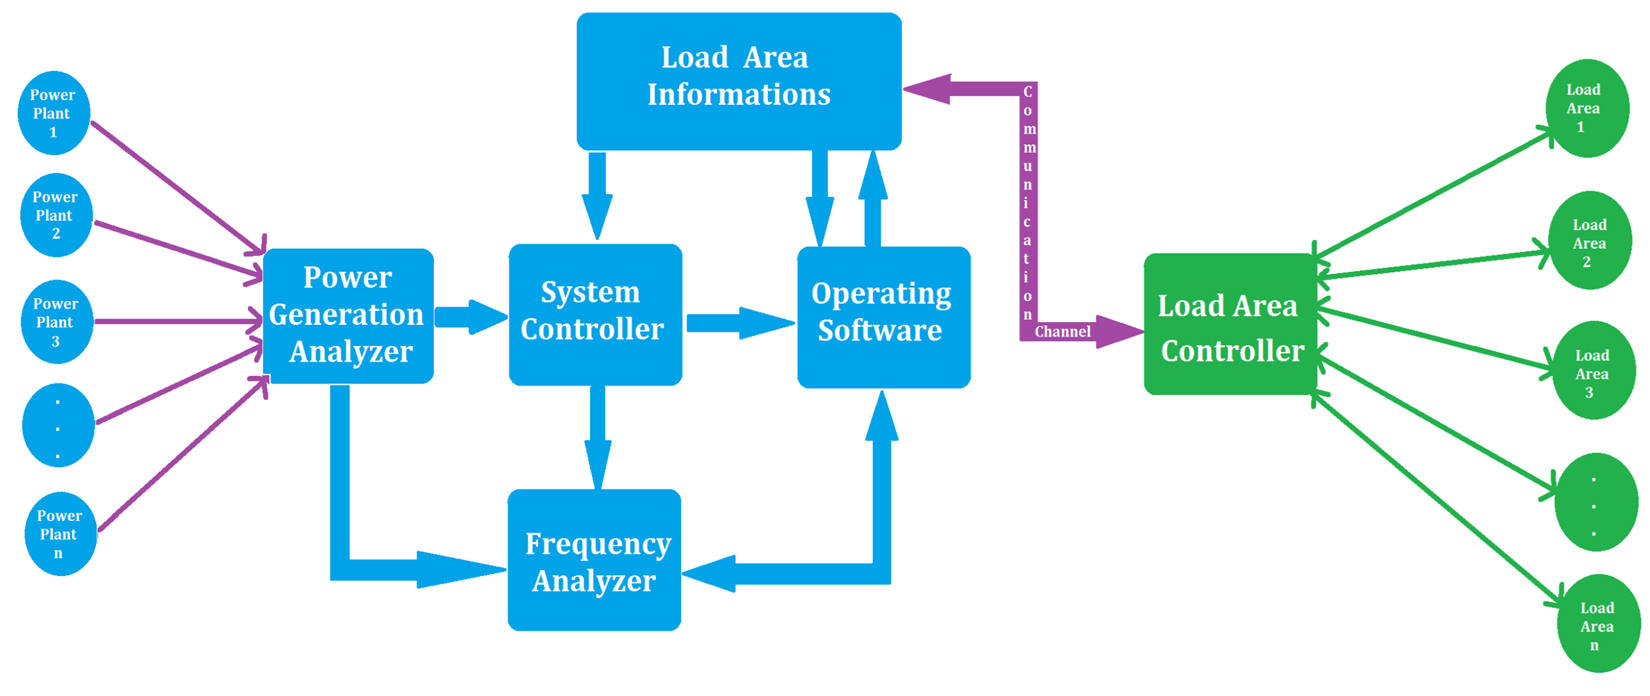 Load Area
Informations
Power
Plant
1
Power
Plant
2
Power
Plant
3
.
.
.
Power
Plant
n
Power
Generation
Analyzer
System
Controller
Operating
Software
Frequency
Analyzer
Communication
Channel
Load Area
Controller
Load
Area
1
Load
Area
2
Load
Area
3
.
.
.
Load
Area
n